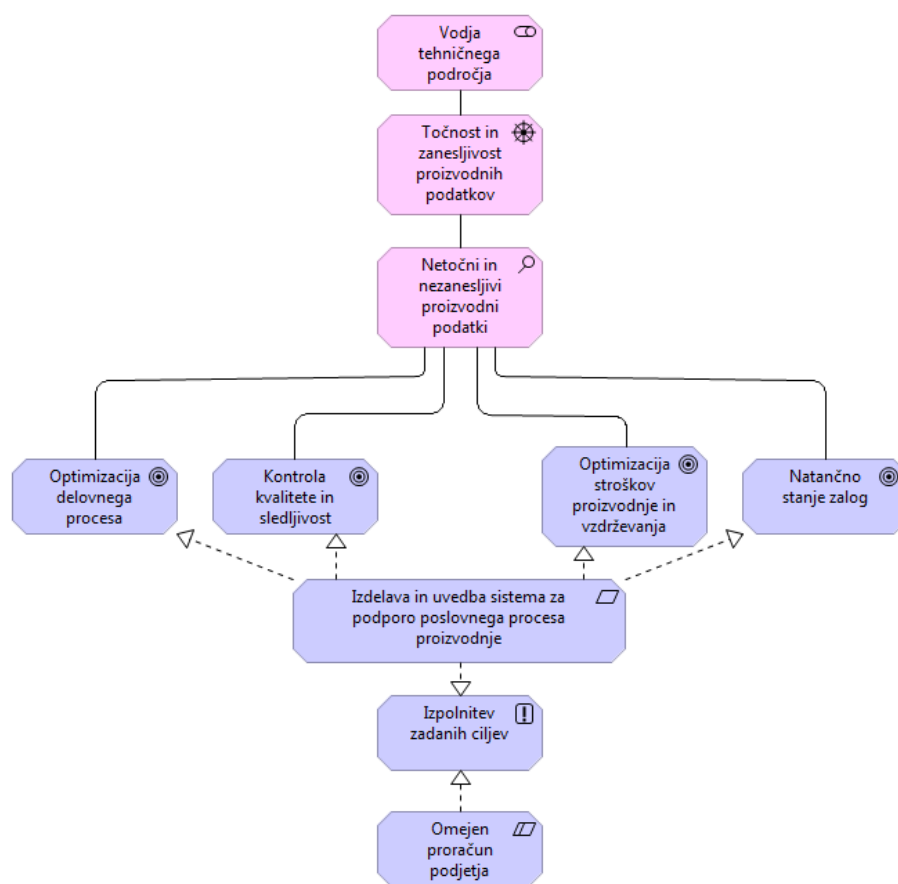 Vodja
tehničnega
področja
Točnost in
zanesljivost
proizvodnih
podatkov
Netočni in
nezanesljivi
proizvodni
podatki
Optimizacija
delovnega
procesa
Kontrola
kvalitete in
sledljivost
Optimizacija
stroškov
proizvodnje in
vzdrževanja
Natančno
stanje zalog
Izdelava in uvedba sistema za
podporo poslovnega procesa
proizvodnje
Izpolnitev
zadanih ciljev
Omejen
proračun
podjetja